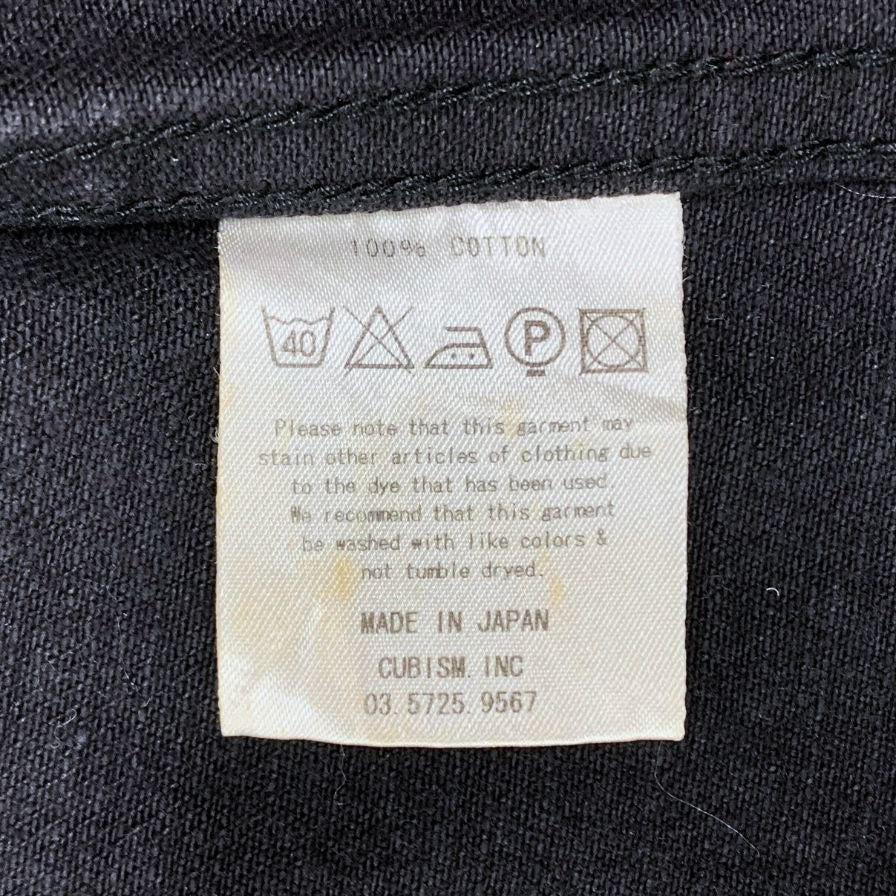 100% COTTON
40 P
Please note that this garment may
stain other articles of clothing due
to the dye that has been used.
We recommend that this garment
be washed with like colors &
not tumble dryed.
MADE IN JAPAN
CUBISM. INC
03. 5725. 9567